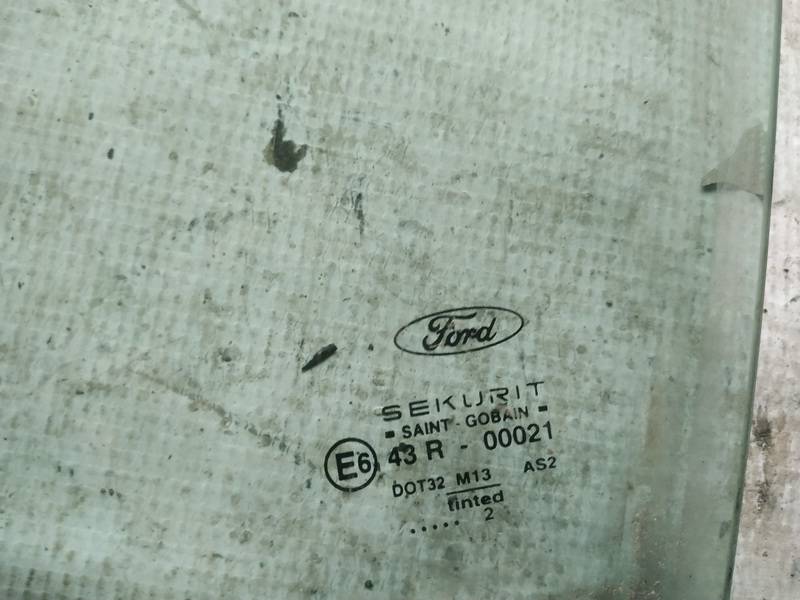 Ford
SEKURIT
SAINT-GOBAIN
E6 43 R - 00021
DOT32 M13 AS2
tinted
..... 2